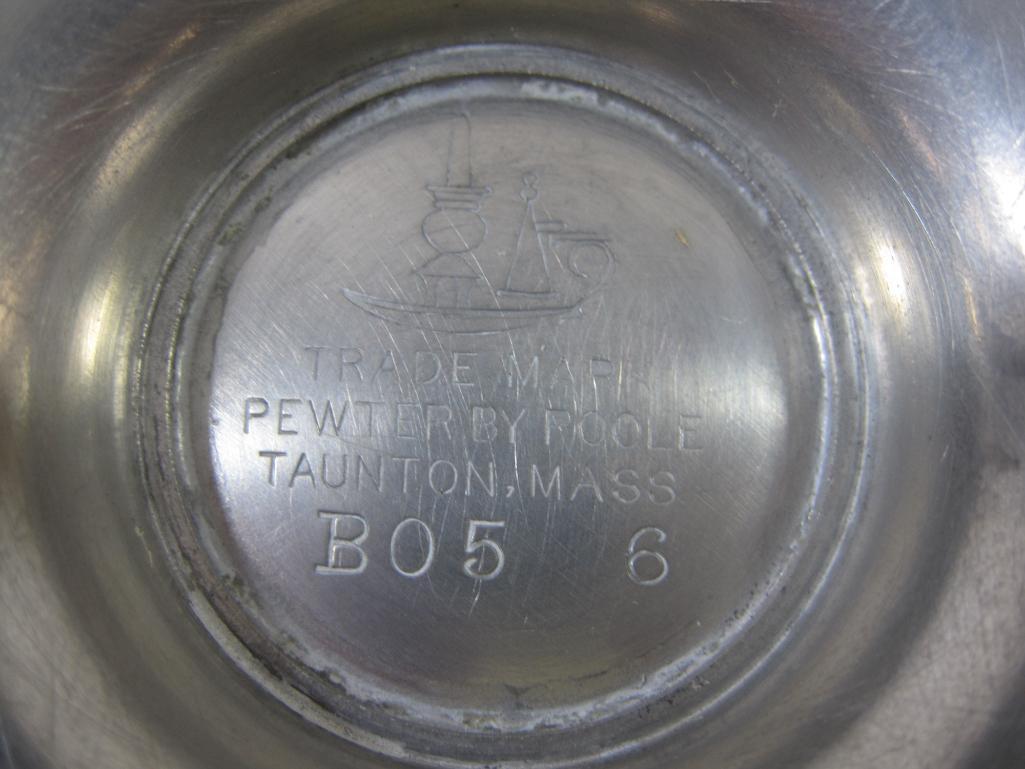 TRADE MARK
PEWTER BY POOLE
TAUNTON, MASS
B05 6